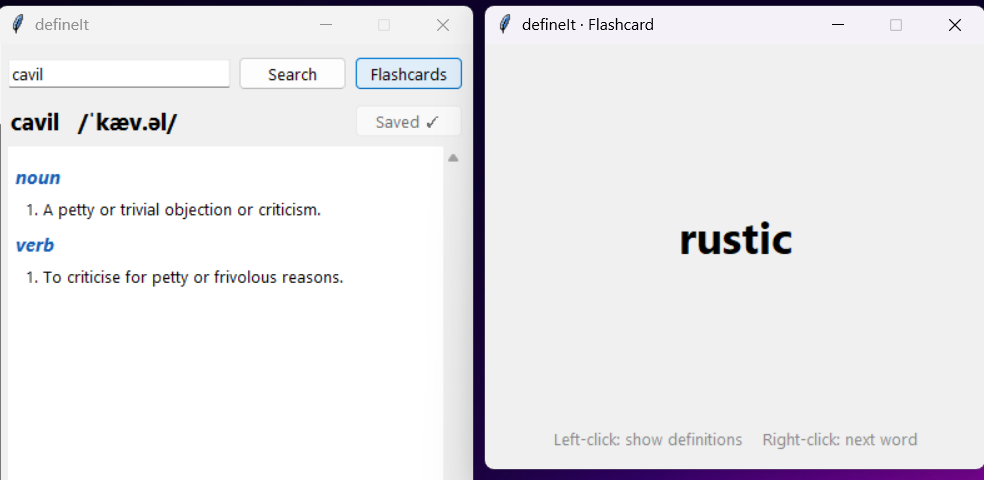 defineIt
cavil
Search
Flashcards
cavil /ˈkæv.əl/
Saved ✓
noun
1. A petty or trivial objection or criticism.
verb
1. To criticise for petty or frivolous reasons.
defineIt · Flashcard
rustic
Left-click: show definitions Right-click: next word